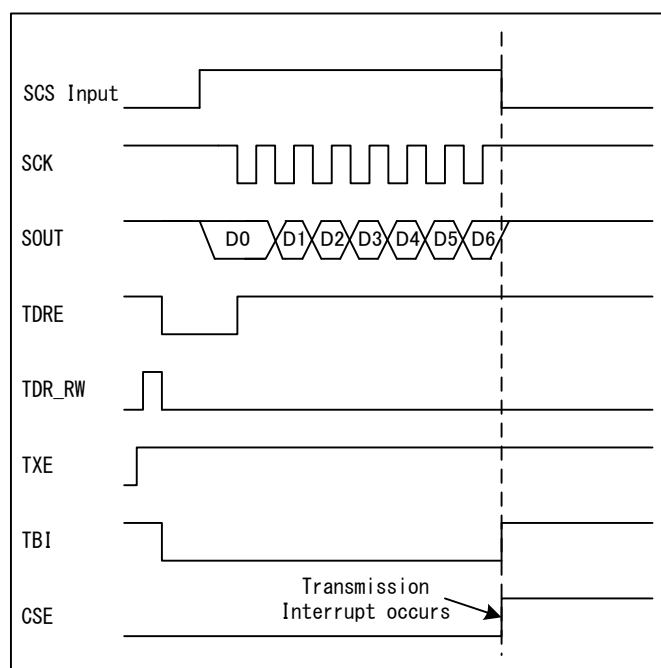 SCS Input
SCK
SOUT
D0 D1 D2 D3 D4 D5 D6
TDRE
TDR_RW
TXE
TBI
Transmission
Interrupt occurs
CSE